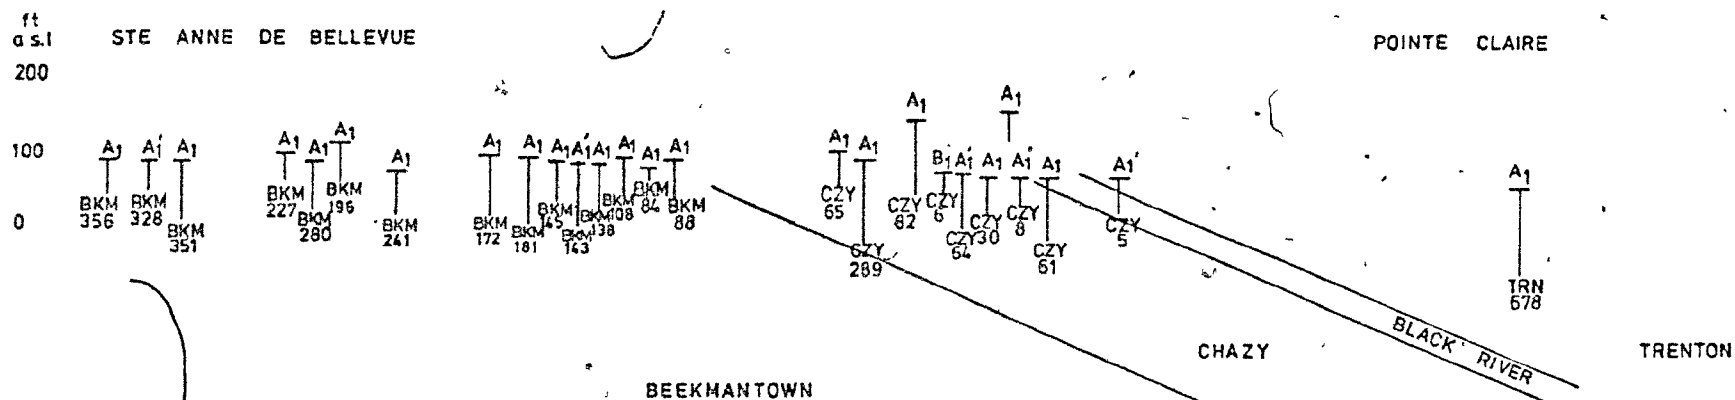 ft
a s.l
STE ANNE DE BELLEVUE
POINTE CLAIRE
200
100
0
A1
BKM
356
A1'
BKM
328
A1
BKM
351
A1
BKM
227
A1
BKM
280
A1
BKM
196
A1
BKM
241
A1
BKM
172
A1
BKM
181
A1
BKM
145
A1'
BKM
143
A1
BKM
138
A1
BKM
108
A1
BKM
84
A1
BKM
88
A1
CZY
65
A1
CZY
289
A1
CZY
82
B1'
CZY
6
A1'
CZY
64
A1
CZY
30
A1
A1'
CZY
8
A1
CZY
61
A1'
CZY
5
A1
TRN
678
BEEKMANTOWN
CHAZY
BLACK RIVER
TRENTON